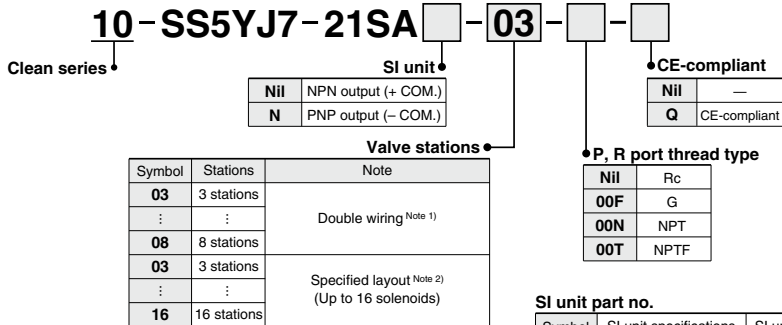 10-SS5YJ7-21SA□-03-□-□
Clean series
SI unit
Nil NPN output (+ COM.)
N PNP output (– COM.)
CE-compliant
Nil —
Q CE-compliant
Valve stations
Symbol Stations Note
03 3 stations
⋮ ⋮ Double wiring Note 1)
08 8 stations
03 3 stations
⋮ ⋮ Specified layout Note 2)
(Up to 16 solenoids)
16 16 stations
P, R port thread type
Nil Rc
00F G
00N NPT
00T NPTF
SI unit part no.
Symbol SI unit specifications SI u